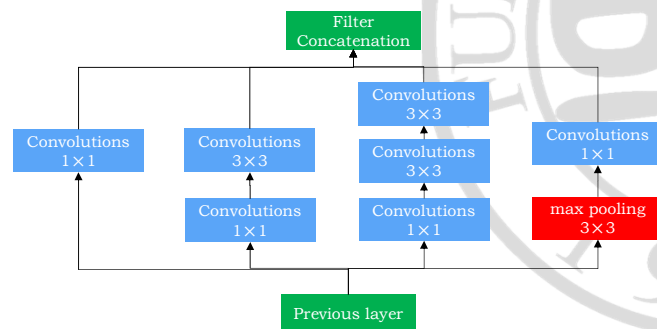 Filter
Concatenation
Convolutions
3×3
Convolutions
1×1
Convolutions
3×3
Convolutions
3×3
Convolutions
1×1
Convolutions
1×1
Convolutions
1×1
max pooling
3×3
Previous layer